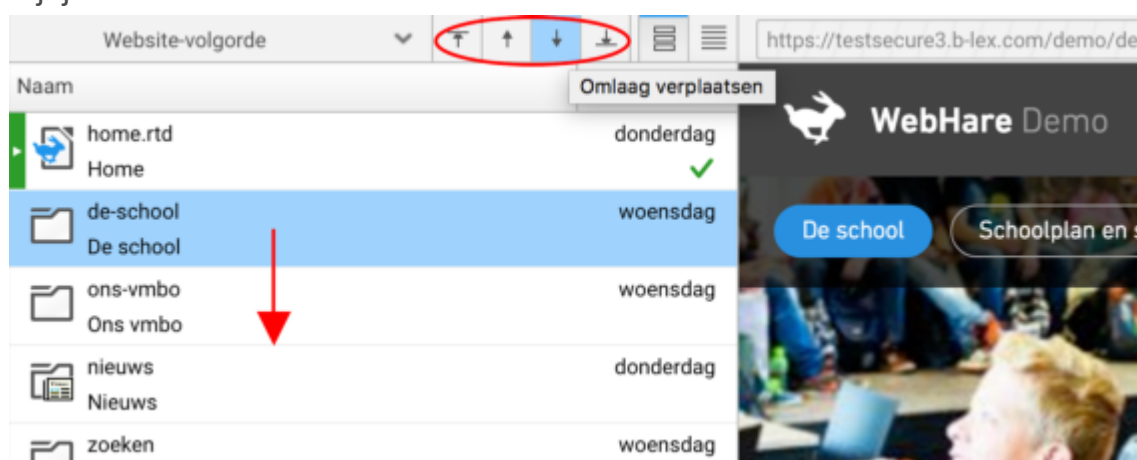 Website-volgorde
https://testsecure3.b-lex.com/demo/de
Naam
Omlaag verplaatsen
WebHare Demo
home.rtd donderdag
Home
de-school woensdag
De school
De school Schoolplan en s
ons-vmbo woensdag
Ons vmbo
nieuws donderdag
Nieuws
zoeken woensdag